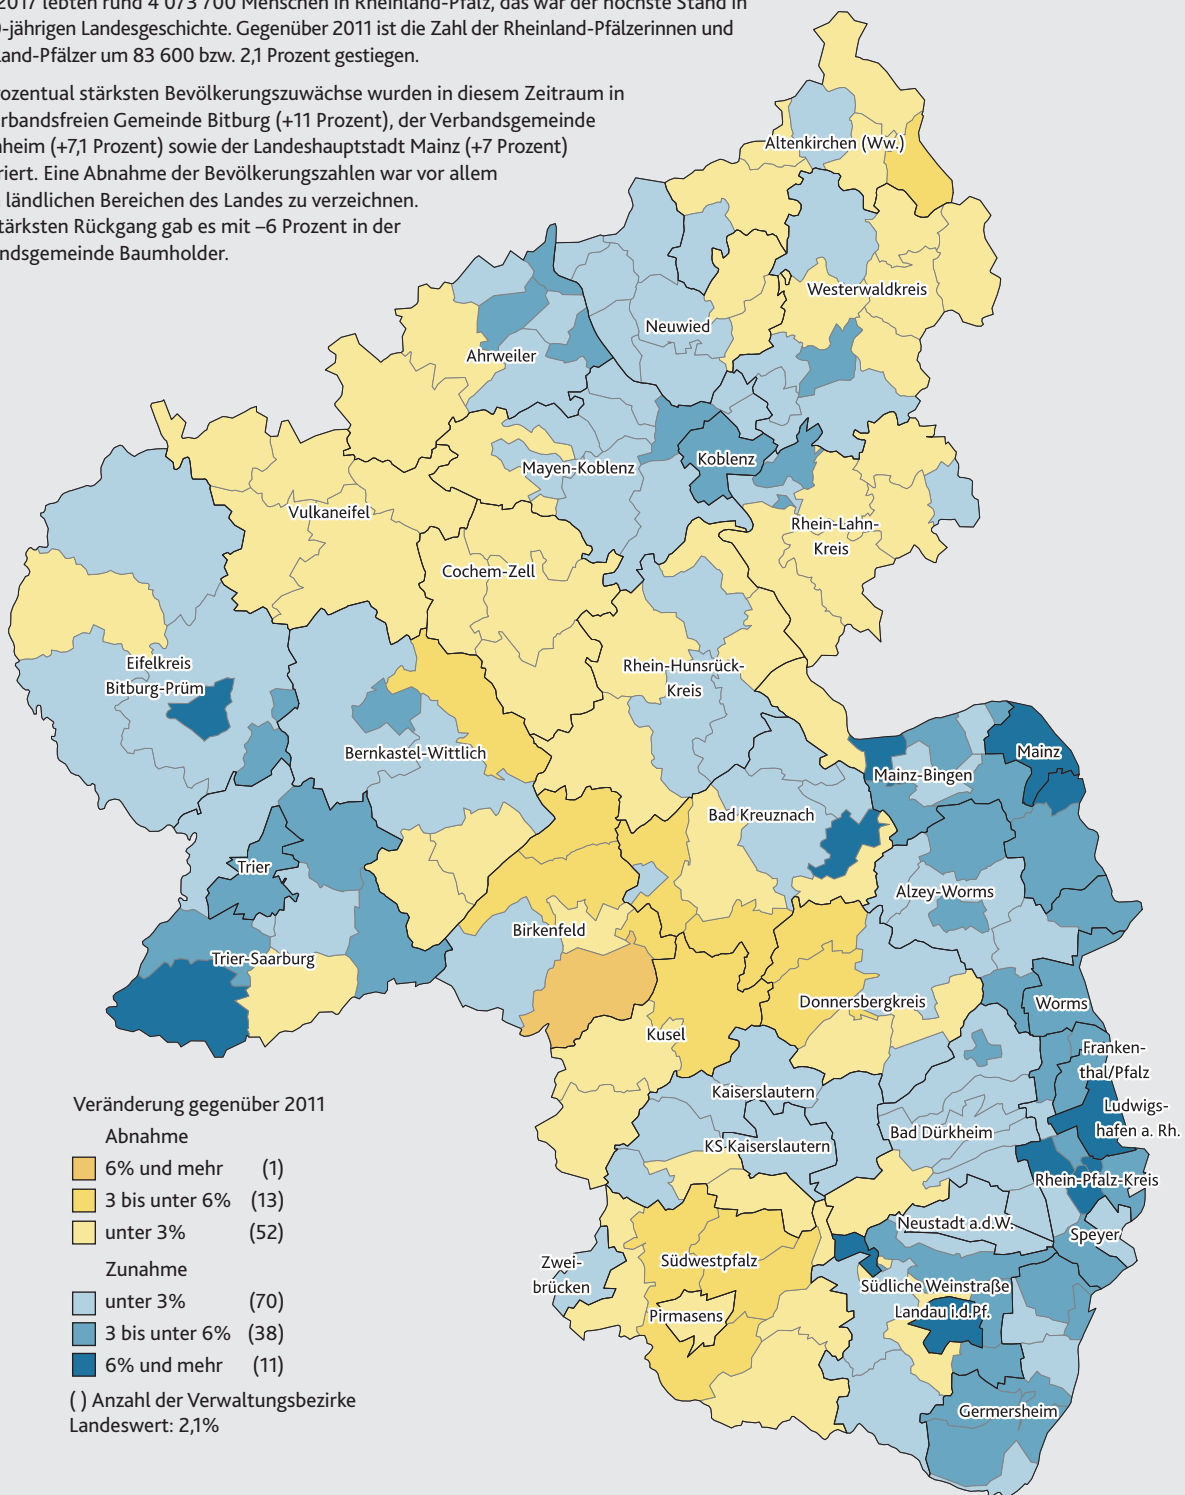 2017 lebten rund 4 073 700 Menschen in Rheinland-Pfalz, das war der höchste Stand in
-jährigen Landesgeschichte. Gegenüber 2011 ist die Zahl der Rheinland-Pfälzerinnen und
land-Pfälzer um 83 600 bzw. 2,1 Prozent gestiegen.
rozentual stärksten Bevölkerungszuwächse wurden in diesem Zeitraum in
rbandsfreien Gemeinde Bitburg (+11 Prozent), der Verbandsgemeinde
nheim (+7,1 Prozent) sowie der Landeshauptstadt Mainz (+7 Prozent)
riert. Eine Abnahme der Bevölkerungszahlen war vor allem
ländlichen Bereichen des Landes zu verzeichnen.
tärksten Rückgang gab es mit –6 Prozent in der
ndsgemeinde Baumholder.
Altenkirchen (Ww.)
Westerwaldkreis
Neuwied
Ahrweiler
Koblenz
Mayen-Koblenz
Vulkaneifel
Rhein-Lahn-
Kreis
Cochem-Zell
Eifelkreis
Bitburg-Prüm
Rhein-Hunsrück-
Kreis
Bernkastel-Wittlich
Mainz
Mainz-Bingen
Bad Kreuznach
Trier
Alzey-Worms
Birkenfeld
Trier-Saarburg
Donnersbergkreis
Worms
Kusel
Franken-
thal/Pfalz
Kaiserslautern
Ludwigs-
hafen a. Rh.
Bad Dürkheim
KS-Kaiserslautern
Rhein-Pfalz-Kreis
Neustadt a.d.W.
Speyer
Zwei-
brücken
Südwestpfalz
Südliche Weinstraße
Landau i.d.Pf.
Pirmasens
Germersheim
Veränderung gegenüber 2011
Abnahme
6% und mehr (1)
3 bis unter 6% (13)
unter 3% (52)
Zunahme
unter 3% (70)
3 bis unter 6% (38)
6% und mehr (11)
( ) Anzahl der Verwaltungsbezirke
Landeswert: 2,1%